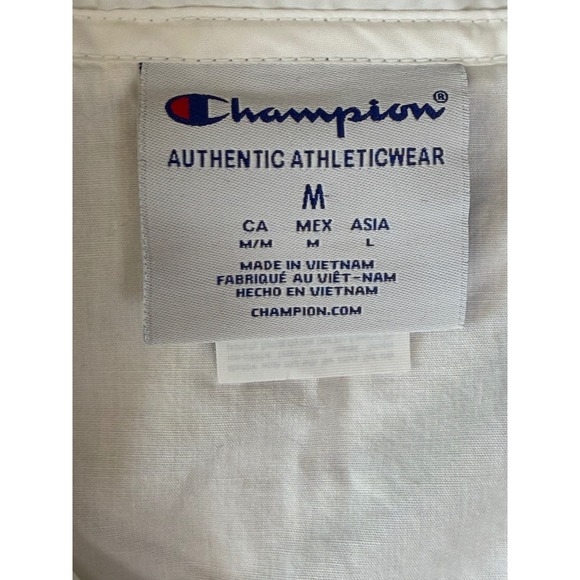 Champion®
AUTHENTIC ATHLETICWEAR
M
CA MEX ASIA
M/M M L
MADE IN VIETNAM
FABRIQUÉ AU VIÊT-NAM
HECHO EN VIETNAM
CHAMPION.COM